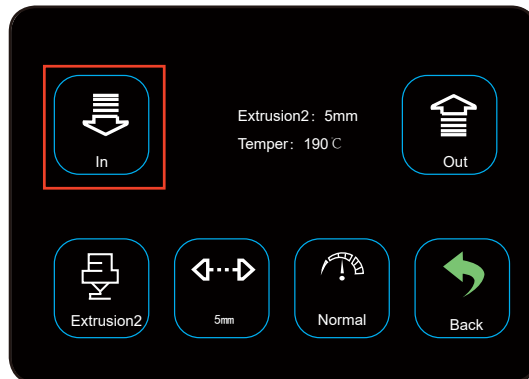 Extrusion2: 5mm
Temper: 190℃
In
Out
Extrusion2
5mm
Normal
Back